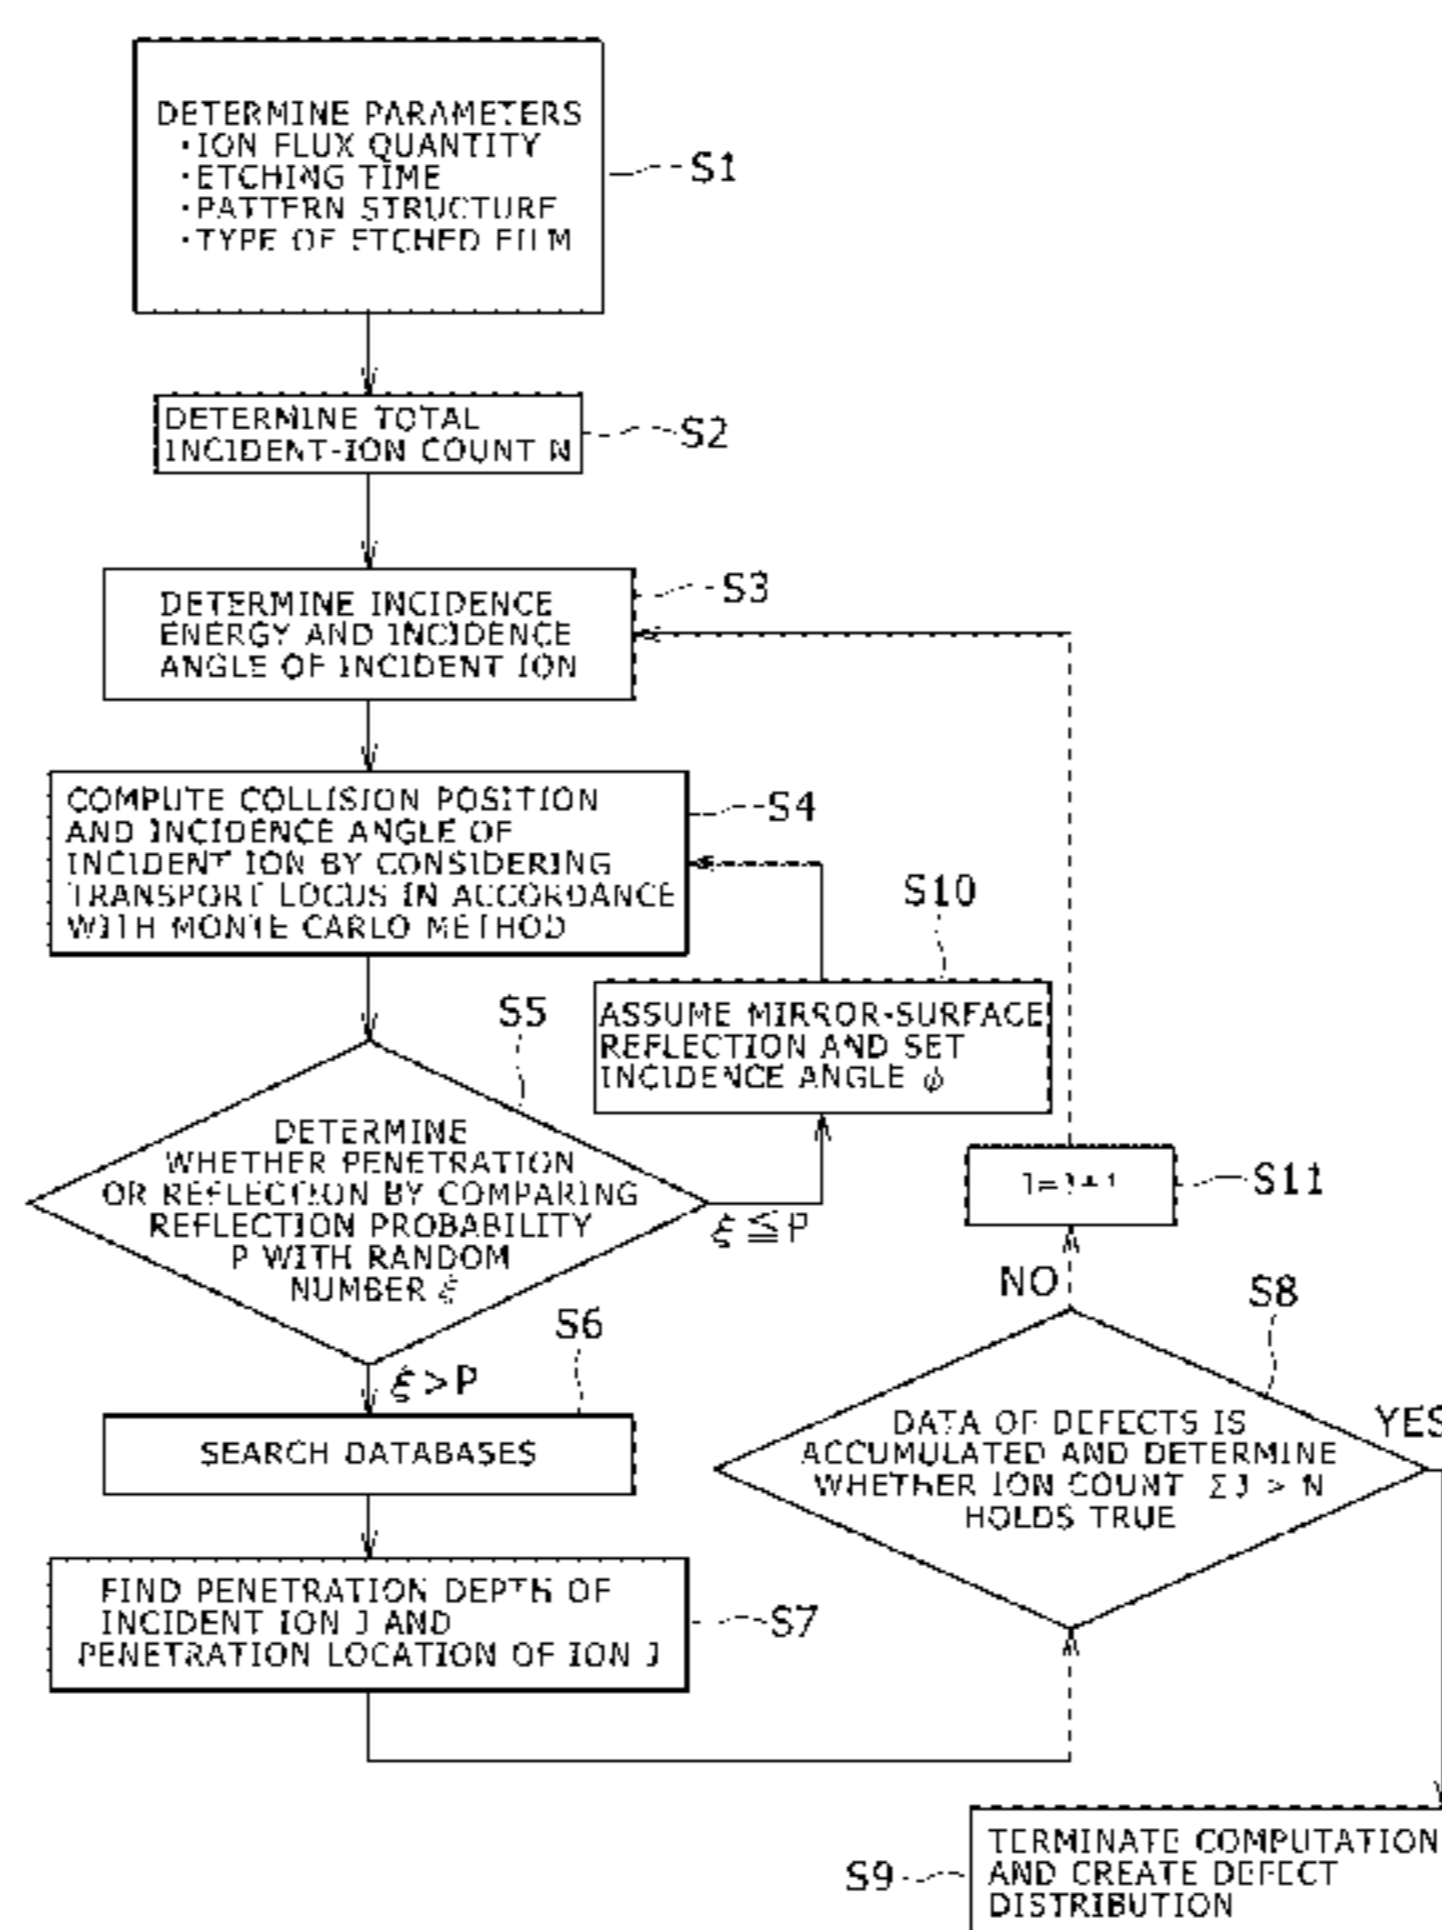 DETERMINE PARAMETERS
・ION FLUX QUANTITY
・ETCHING TIME
・PATTERN STRUCTURE
・TYPE OF ETCHED FILM
S1
DETERMINE TOTAL
INCIDENT-ION COUNT N
S2
DETERMINE INCIDENCE
ENERGY AND INCIDENCE
ANGLE OF INCIDENT ION
S3
COMPUTE COLLISION POSITION
AND INCIDENCE ANGLE OF
INCIDENT ION BY CONSIDERING
TRANSPORT LOCUS IN ACCORDANCE
WITH MONTE CARLO METHOD
S4
S10
ASSUME MIRROR-SURFACE
REFLECTION AND SET
INCIDENCE ANGLE ϕ
S5
DETERMINE
WHETHER PENETRATION
OR REFLECTION BY COMPARING
REFLECTION PROBABILITY
P WITH RANDOM
NUMBER ξ
ξ≦P
ξ>P
S6
SEARCH DATABASES
FIND PENETRATION DEPTH OF
INCIDENT ION J AND
PENETRATION LOCATION OF ION J
S7
J=J+1
S11
NO
S8
YES
DATA OF DEFECTS IS
ACCUMULATED AND DETERMINE
WHETHER ION COUNT ΣJ > N
HOLDS TRUE
S9
TERMINATE COMPUTATION
AND CREATE DEFECT
DISTRIBUTION